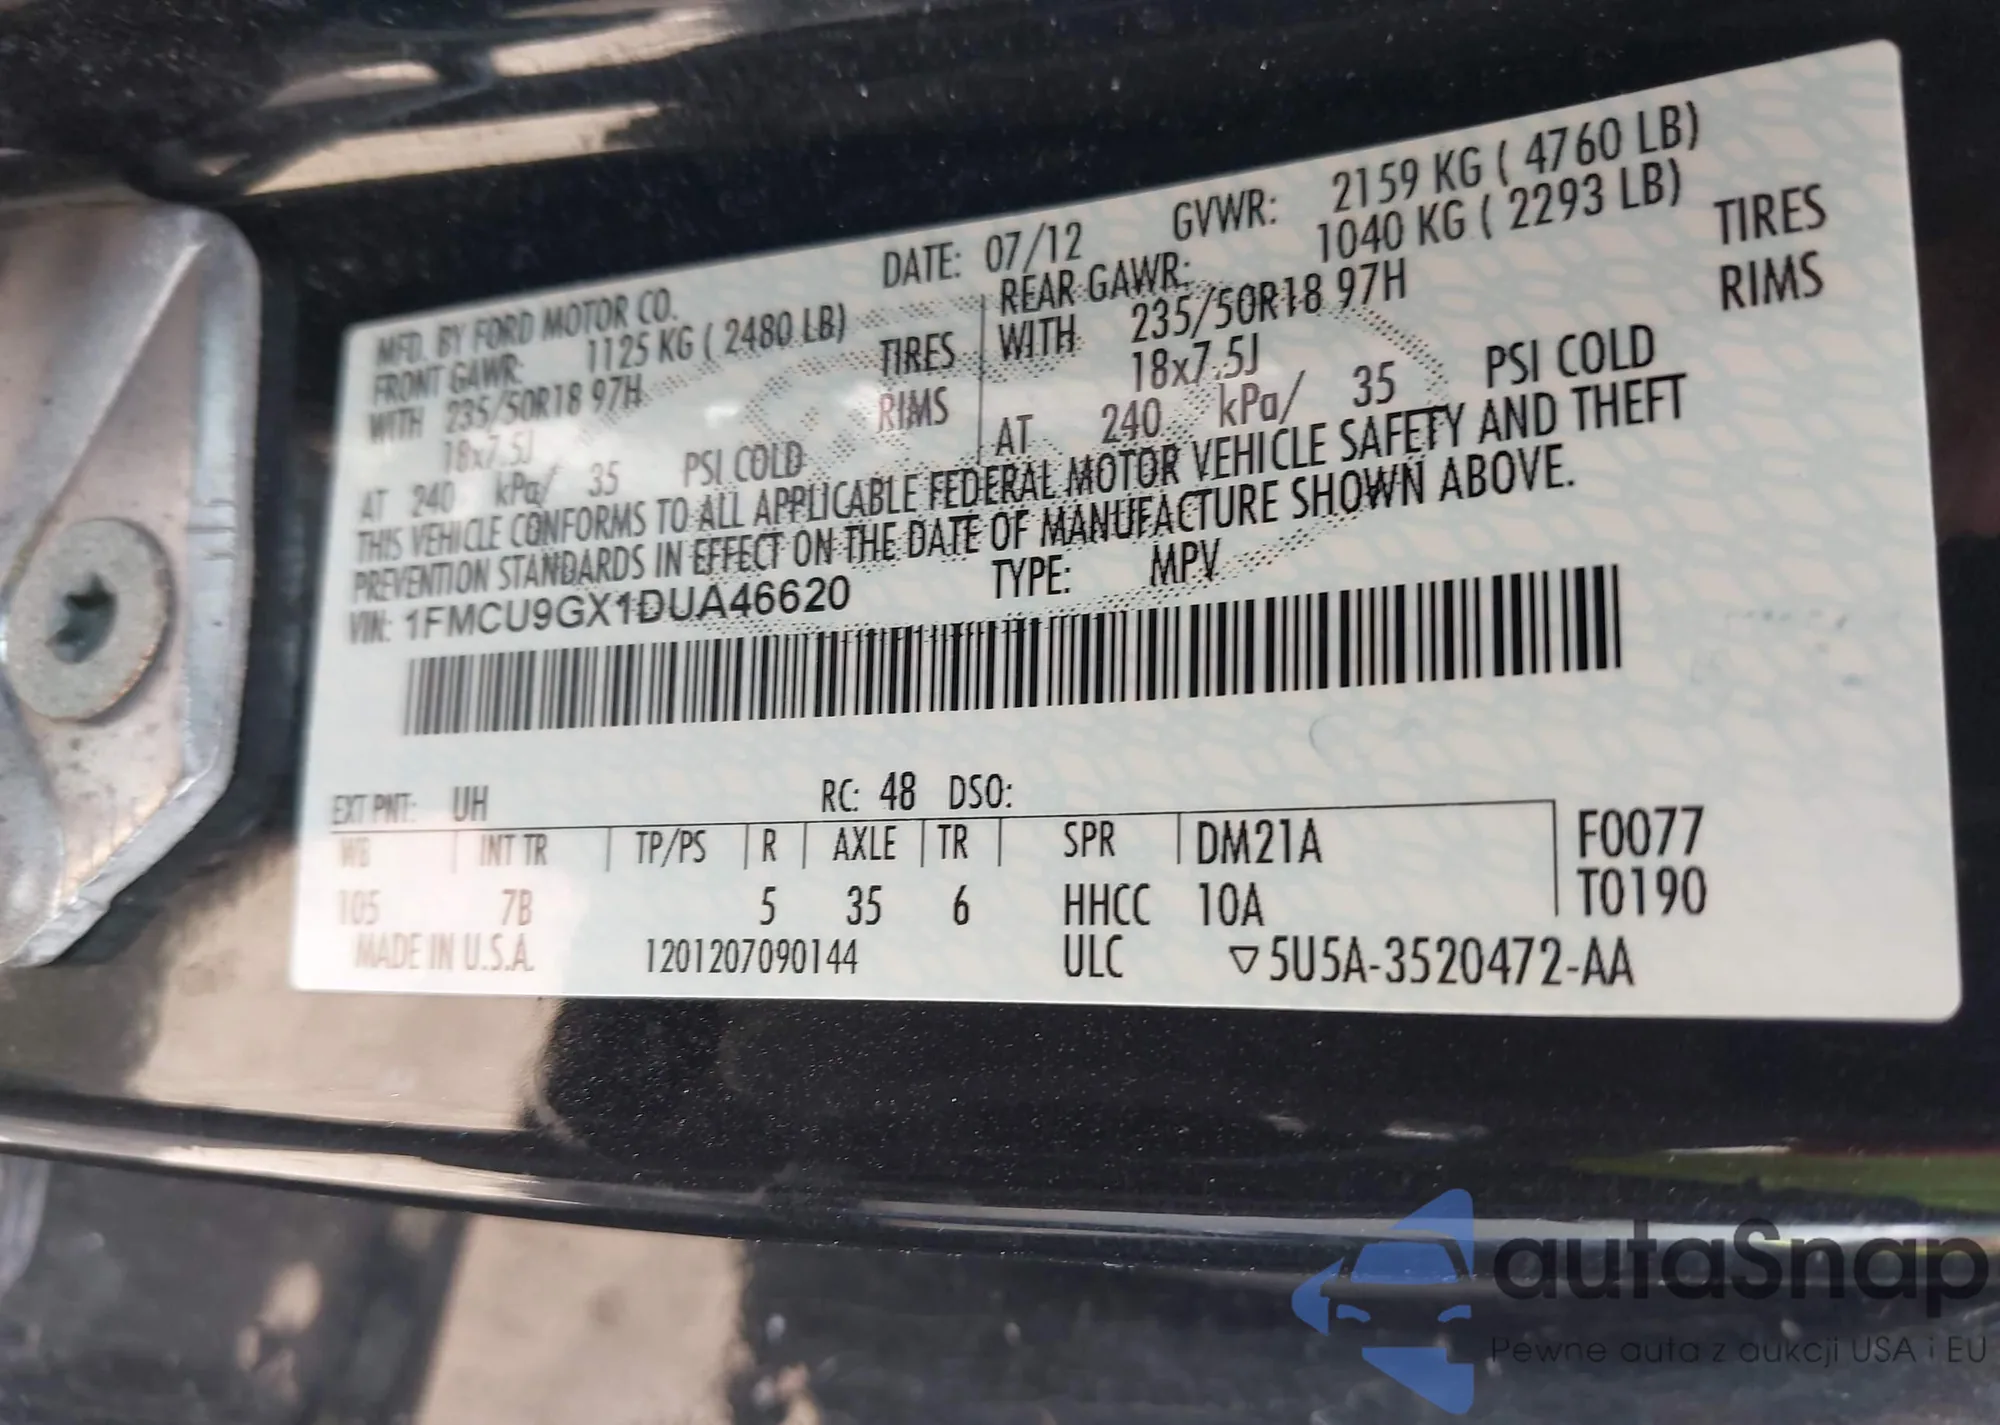 MFD. BY FORD MOTOR CO.
DATE: 07/12
GVWR: 2159 KG ( 4760 LB)
FRONT GAWR: 1125 KG ( 2480 LB)
WITH 235/50R18 97H TIRES
18x7.5J RIMS
AT 240 kPa/ 35 PSI COLD
REAR GAWR: 1040 KG ( 2293 LB)
WITH 235/50R18 97H TIRES
18x7.5J RIMS
AT 240 kPa/ 35 PSI COLD
THIS VEHICLE CONFORMS TO ALL APPLICABLE FEDERAL MOTOR VEHICLE SAFETY AND THEFT
PREVENTION STANDARDS IN EFFECT ON THE DATE OF MANUFACTURE SHOWN ABOVE.
VIN: 1FMCU9GX1DUA46620 TYPE: MPV
EXT PNT: UH RC: 48 DSO:
WB INT TR TP/PS R AXLE TR SPR DM21A F0077
105 7B 5 35 6 HHCC 10A T0190
MADE IN U.S.A. 1201207090144 ULC ▽5U5A-3520472-AA
autaSnap
Pewne auta z aukcji USA i EU